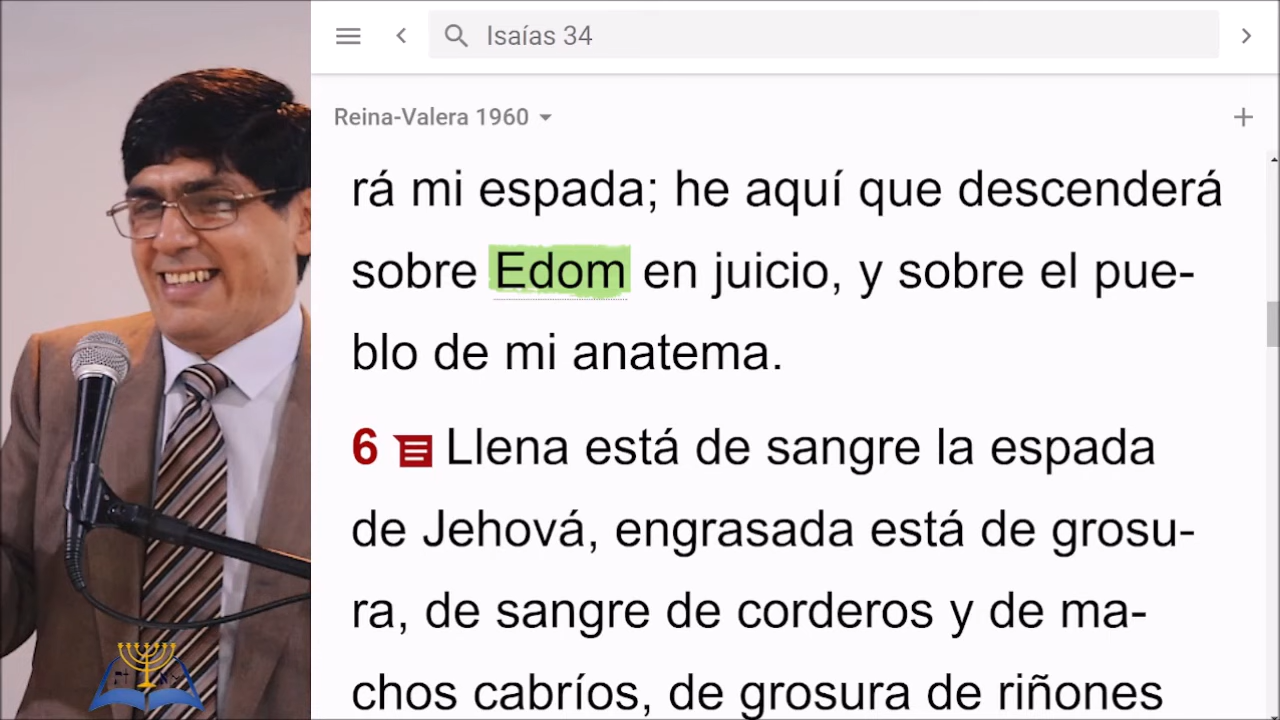 Isaías 34
Reina-Valera 1960
rá mi espada; he aquí que descenderá
sobre Edom en juicio, y sobre el pue-
blo de mi anatema.
6 Llena está de sangre la espada
de Jehová, engrasada está de grosu-
ra, de sangre de corderos y de ma-
chos cabríos, de grosura de riñones